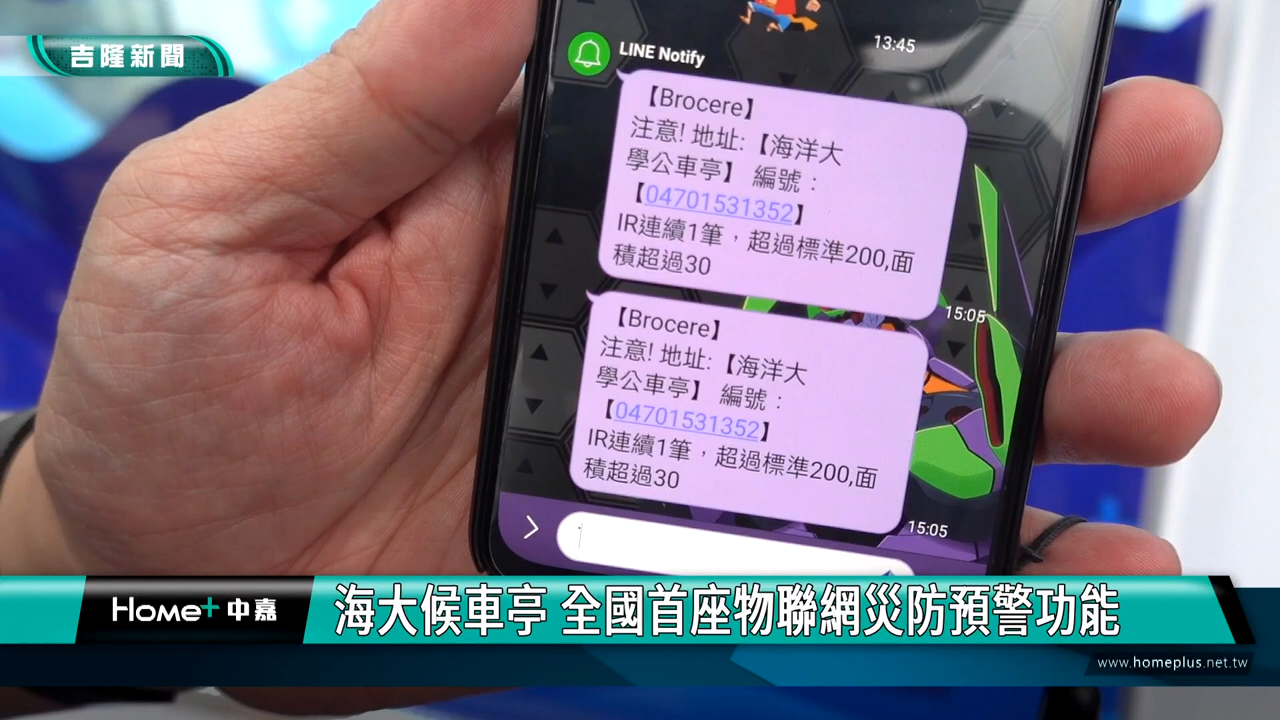 吉隆新聞
13:45
LINE Notify
【Brocere】
注意! 地址:【海洋大
學公車亭】 編號：
【04701531352】
IR連續1筆，超過標準200,面
積超過30
15:05
【Brocere】
注意! 地址:【海洋大
學公車亭】 編號：
【04701531352】
IR連續1筆，超過標準200,面
積超過30
15:05
Home+ 中嘉
海大候車亭 全國首座物聯網災防預警功能
www.homeplus.net.tw